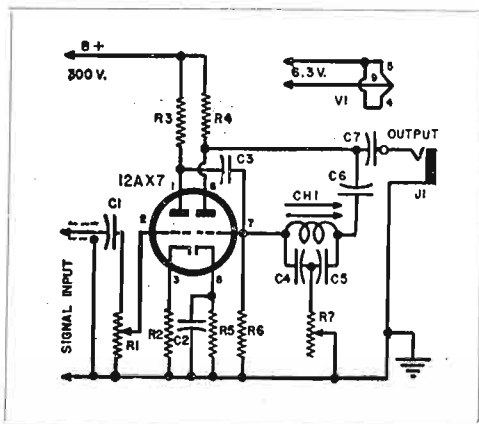 B+
300 V.
6.3 V.
5
9
4
V1
R3
R4
C7
OUTPUT
C3
C6
J1
12AX7
1
6
CH1
C1
2
7
C4
C5
SIGNAL INPUT
3
8
R1
R2
C2
R5
R6
R7